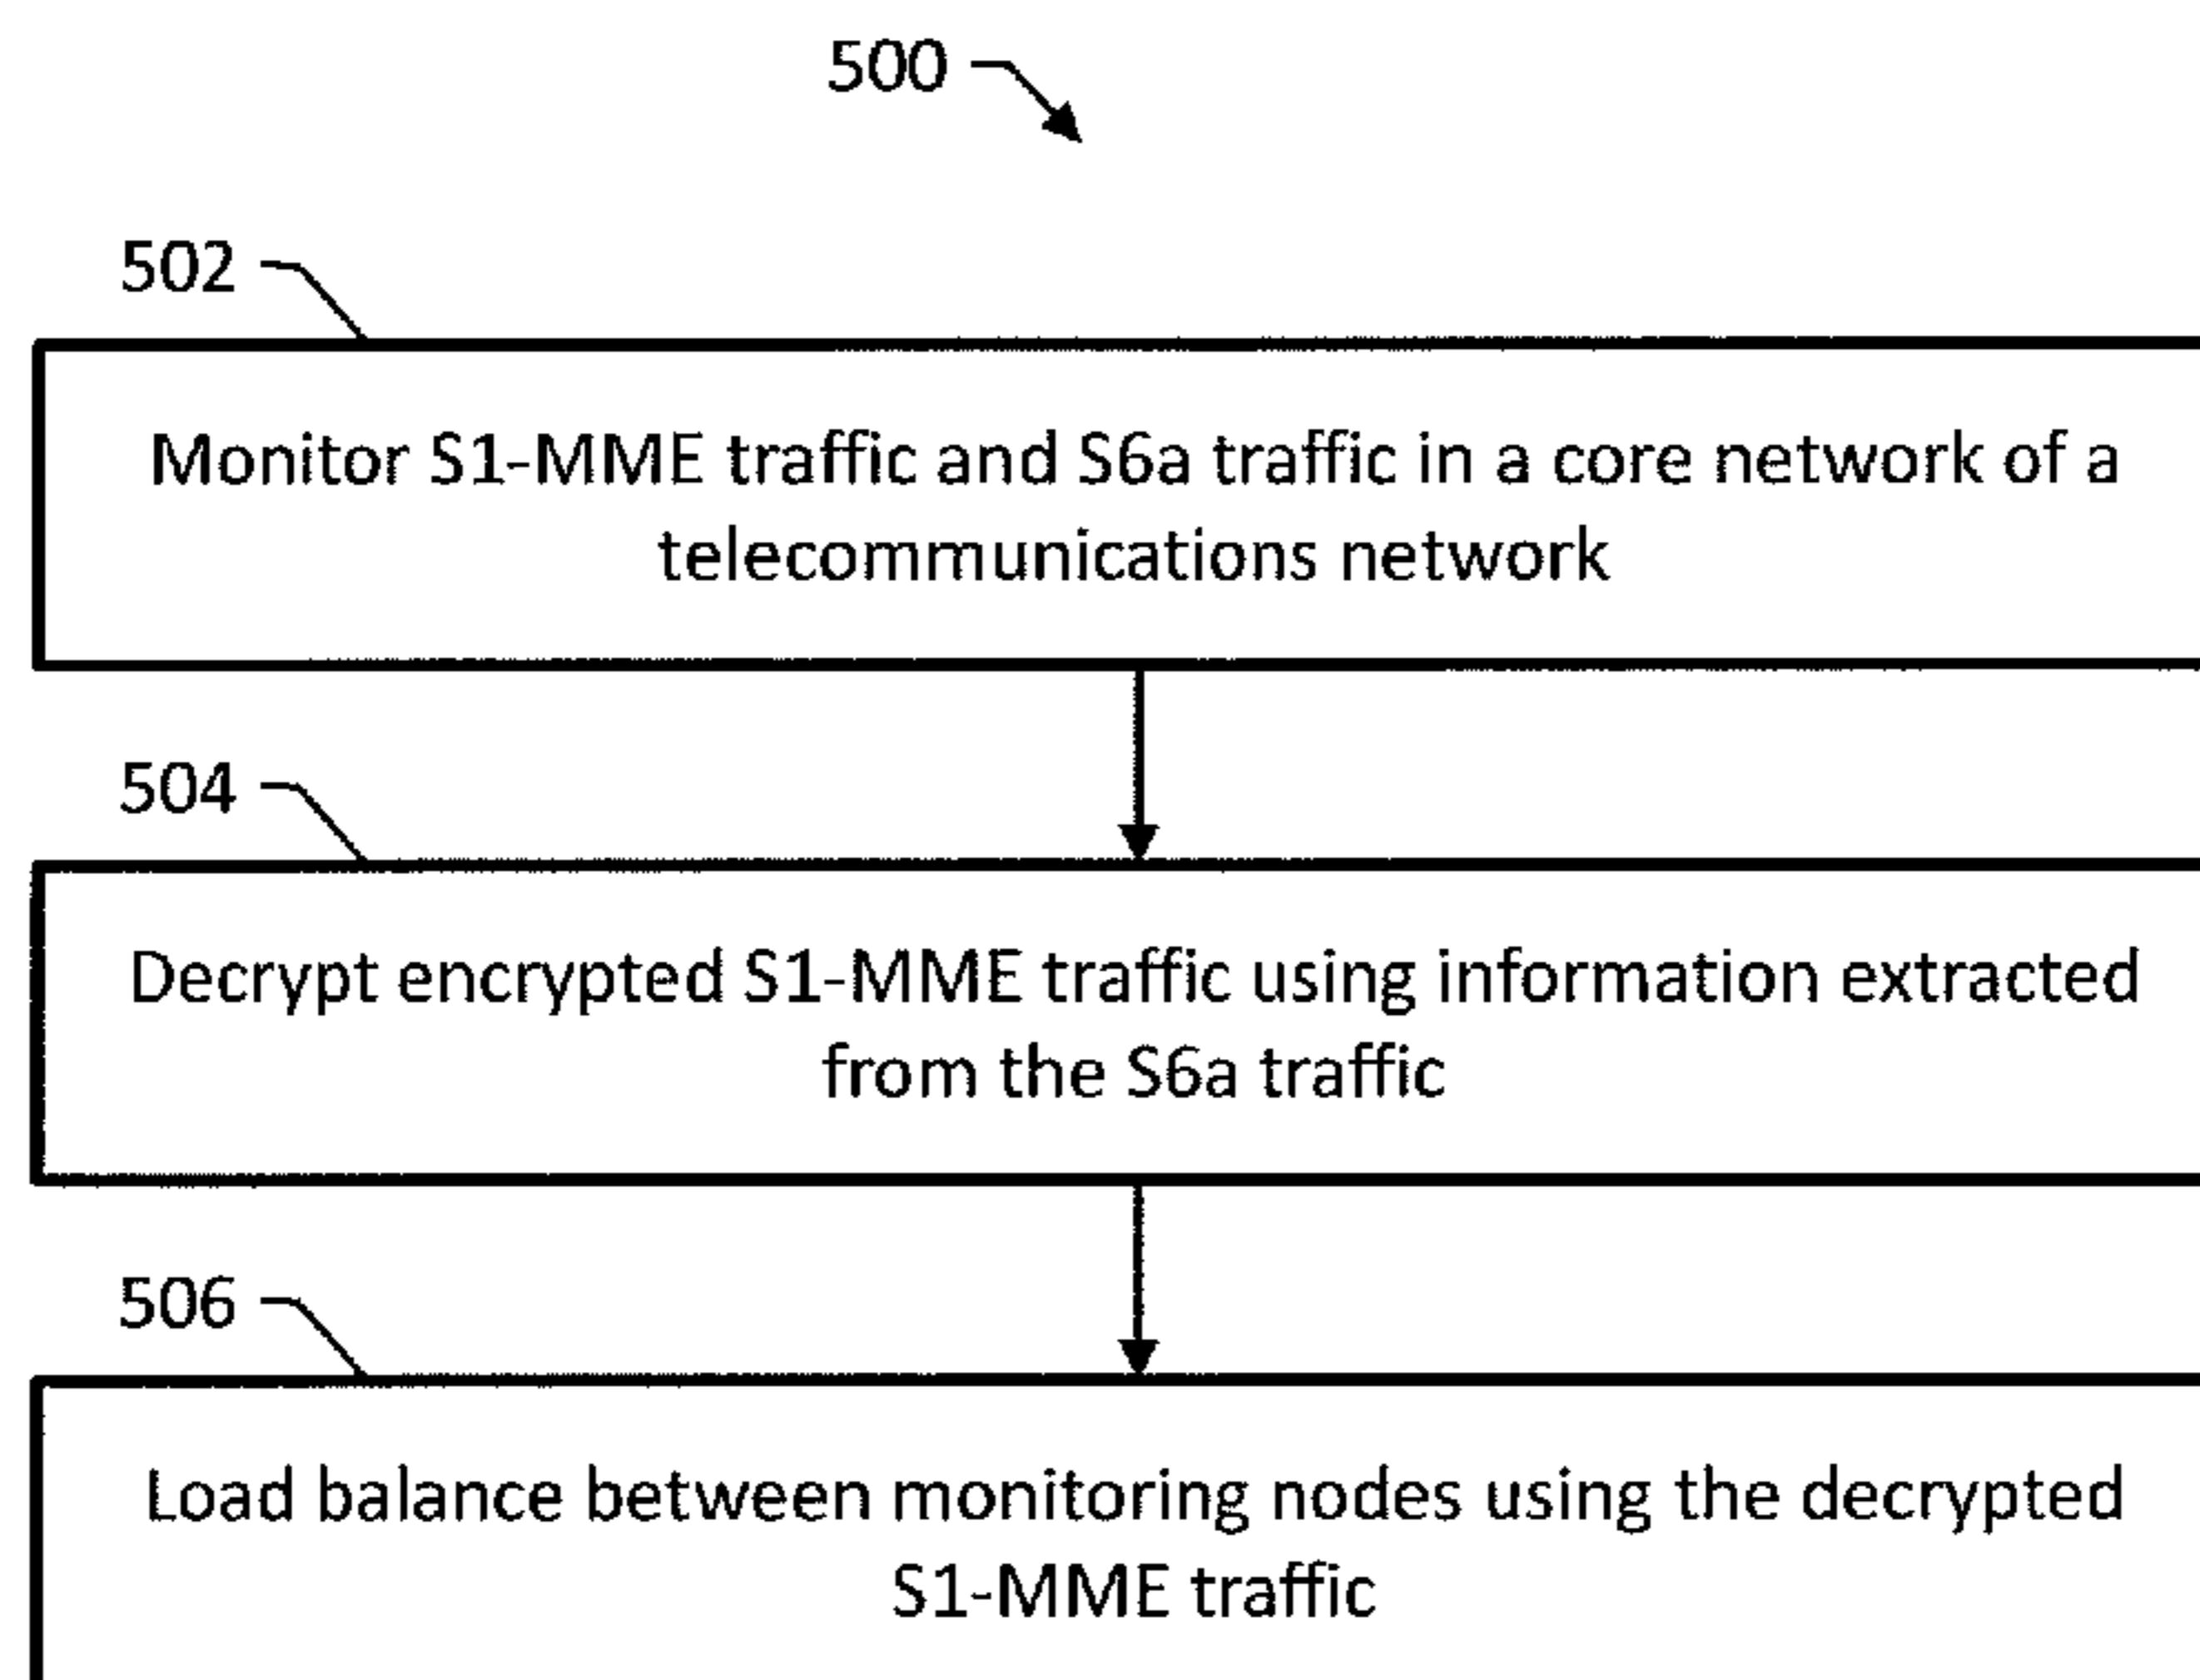 500
502
Monitor S1-MME traffic and S6a traffic in a core network of a
telecommunications network
504
Decrypt encrypted S1-MME traffic using information extracted
from the S6a traffic
506
Load balance between monitoring nodes using the decrypted
S1-MME traffic